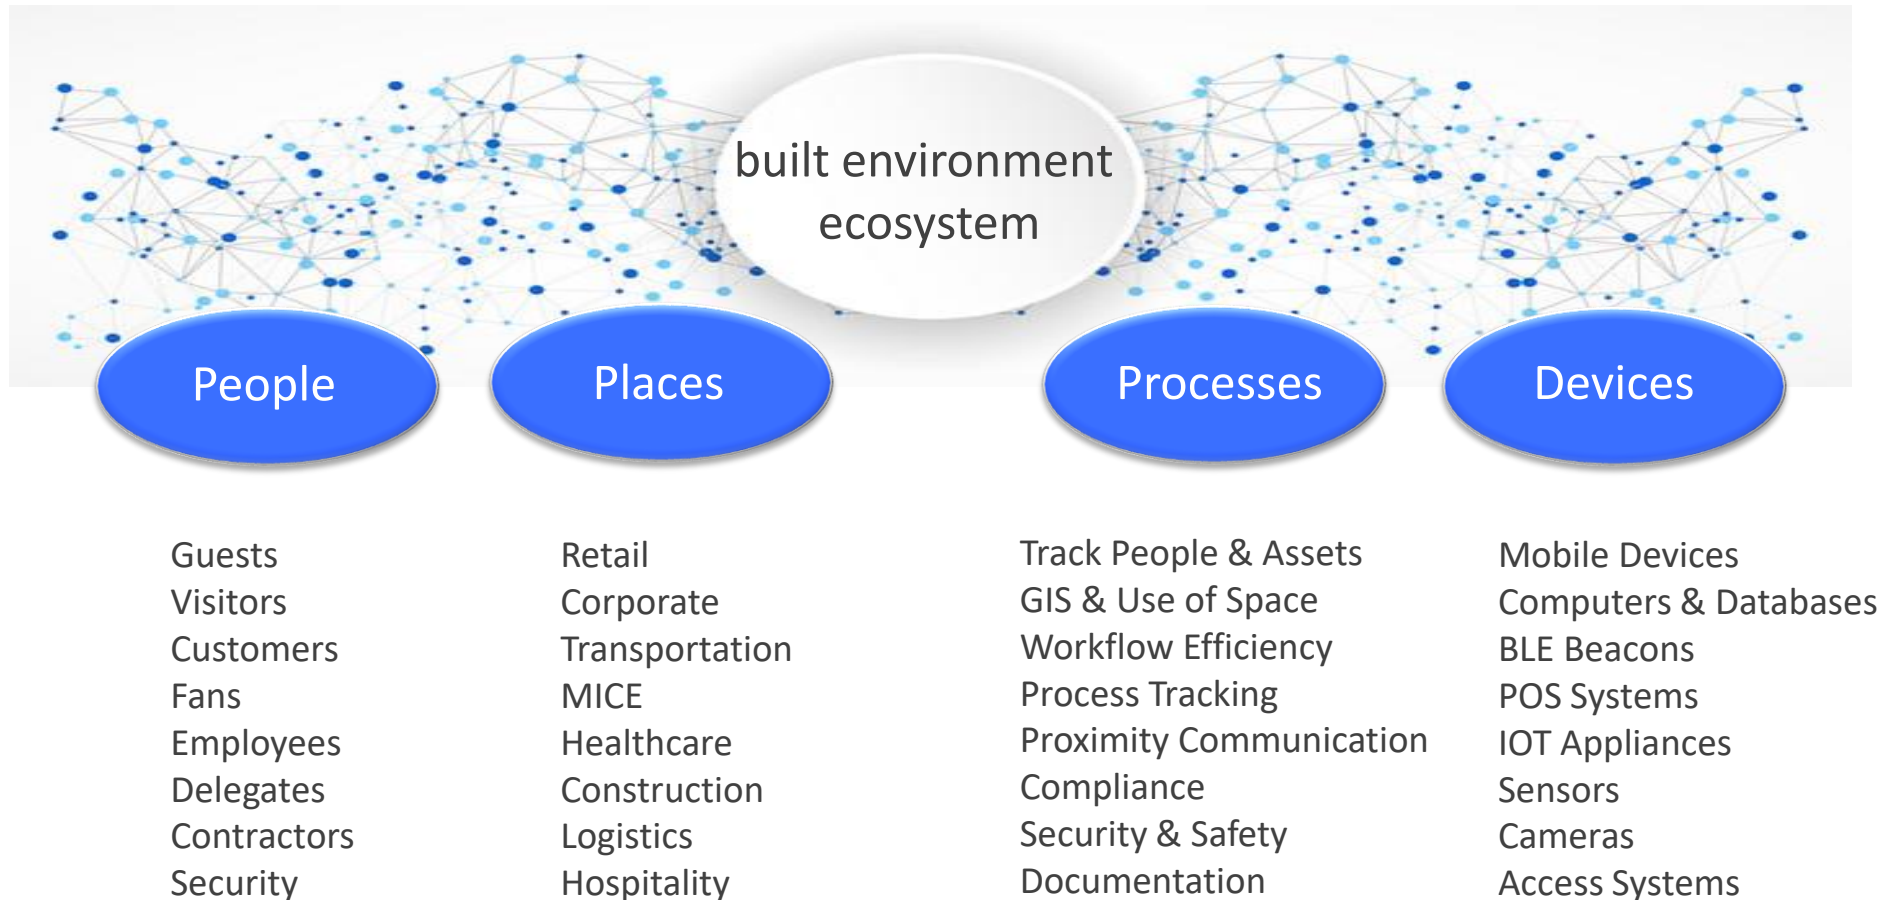 built environment
ecosystem
People
Places
Processes
Devices
Guests
Visitors
Customers
Fans
Employees
Delegates
Contractors
Security
Retail
Corporate
Transportation
MICE
Healthcare
Construction
Logistics
Hospitality
Track People & Assets
GIS & Use of Space
Workflow Efficiency
Process Tracking
Proximity Communication
Compliance
Security & Safety
Documentation
Mobile Devices
Computers & Databases
BLE Beacons
POS Systems
IOT Appliances
Sensors
Cameras
Access Systems